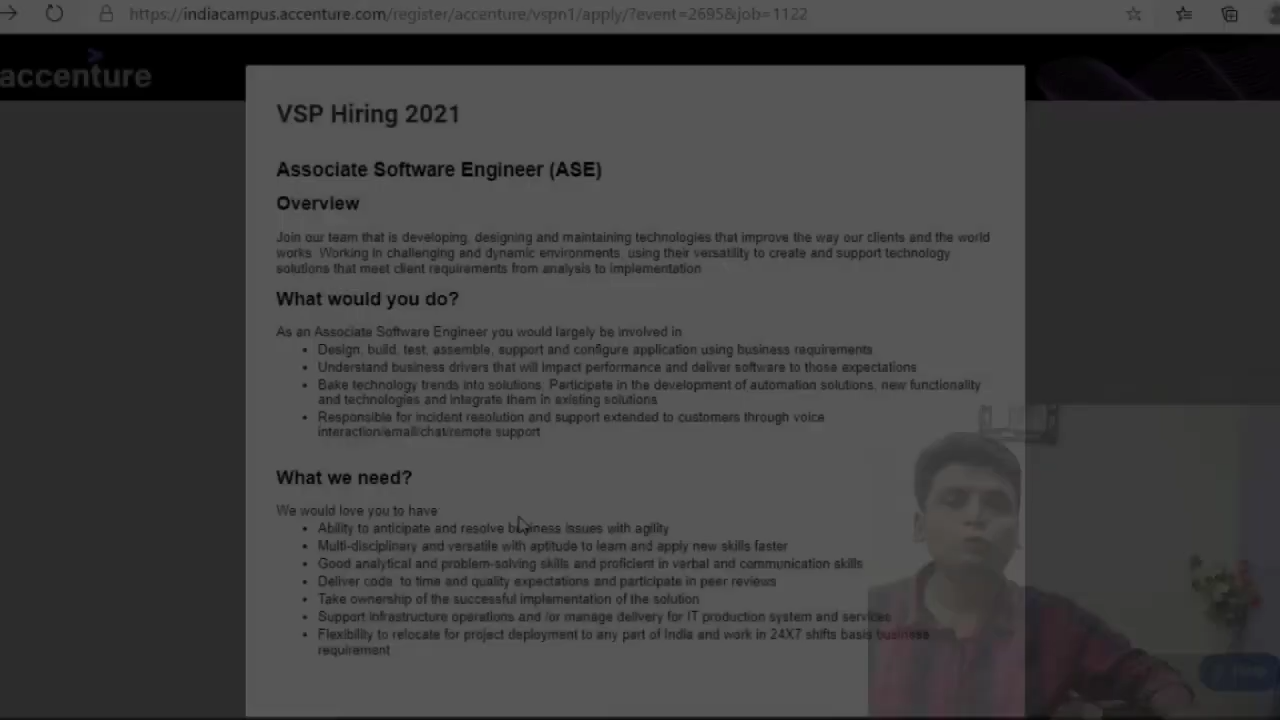 https://indiacampus.accenture.com/register/accenture/vspn1/apply/?event=2695&job=1122
accenture
VSP Hiring 2021
Associate Software Engineer (ASE)
Overview
Join our team that is developing, designing and maintaining technologies that improve the way our clients and the world
works. Working in challenging and dynamic environments, using their versatility to create and support technology
solutions that meet client requirements from analysis to implementation
What would you do?
As an Associate Software Engineer you would largely be involved in
• Design, build, test, assemble, support and configure application using business requirements
• Understand business drivers that will impact performance and deliver software to those expectations
• Bake technology trends into solutions. Participate in the development of automation solutions, new functionality
and technologies and integrate them in existing solutions
• Responsible for incident resolution and support extended to customers through voice
interaction/email/chat/remote support
What we need?
We would love you to have
• Ability to anticipate and resolve business issues with agility
• Multi-disciplinary and versatile with aptitude to learn and apply new skills faster
• Good analytical and problem-solving skills and proficient in verbal and communication skills
• Deliver code, to time and quality expectations and participate in peer reviews
• Take ownership of the successful implementation of the solution
• Support infrastructure operations and /or manage delivery for IT production system and services
• Flexibility to relocate for project deployment to any part of India and work in 24X7 shifts basis business
requirement